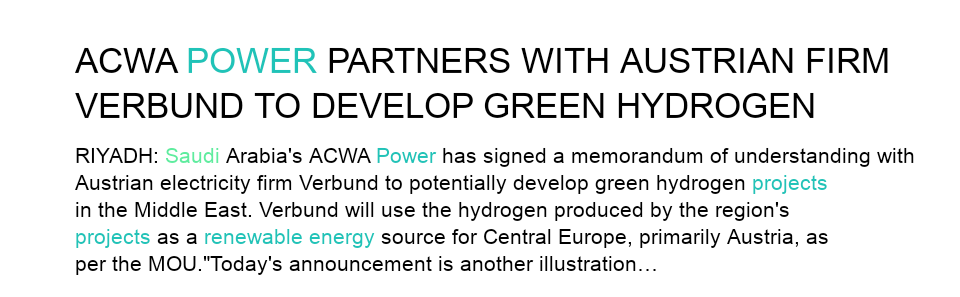 ACWA POWER PARTNERS WITH AUSTRIAN FIRM
VERBUND TO DEVELOP GREEN HYDROGEN
RIYADH: Saudi Arabia's ACWA Power has signed a memorandum of understanding with
Austrian electricity firm Verbund to potentially develop green hydrogen projects
in the Middle East. Verbund will use the hydrogen produced by the region's
projects as a renewable energy source for Central Europe, primarily Austria, as
per the MOU."Today's announcement is another illustration…